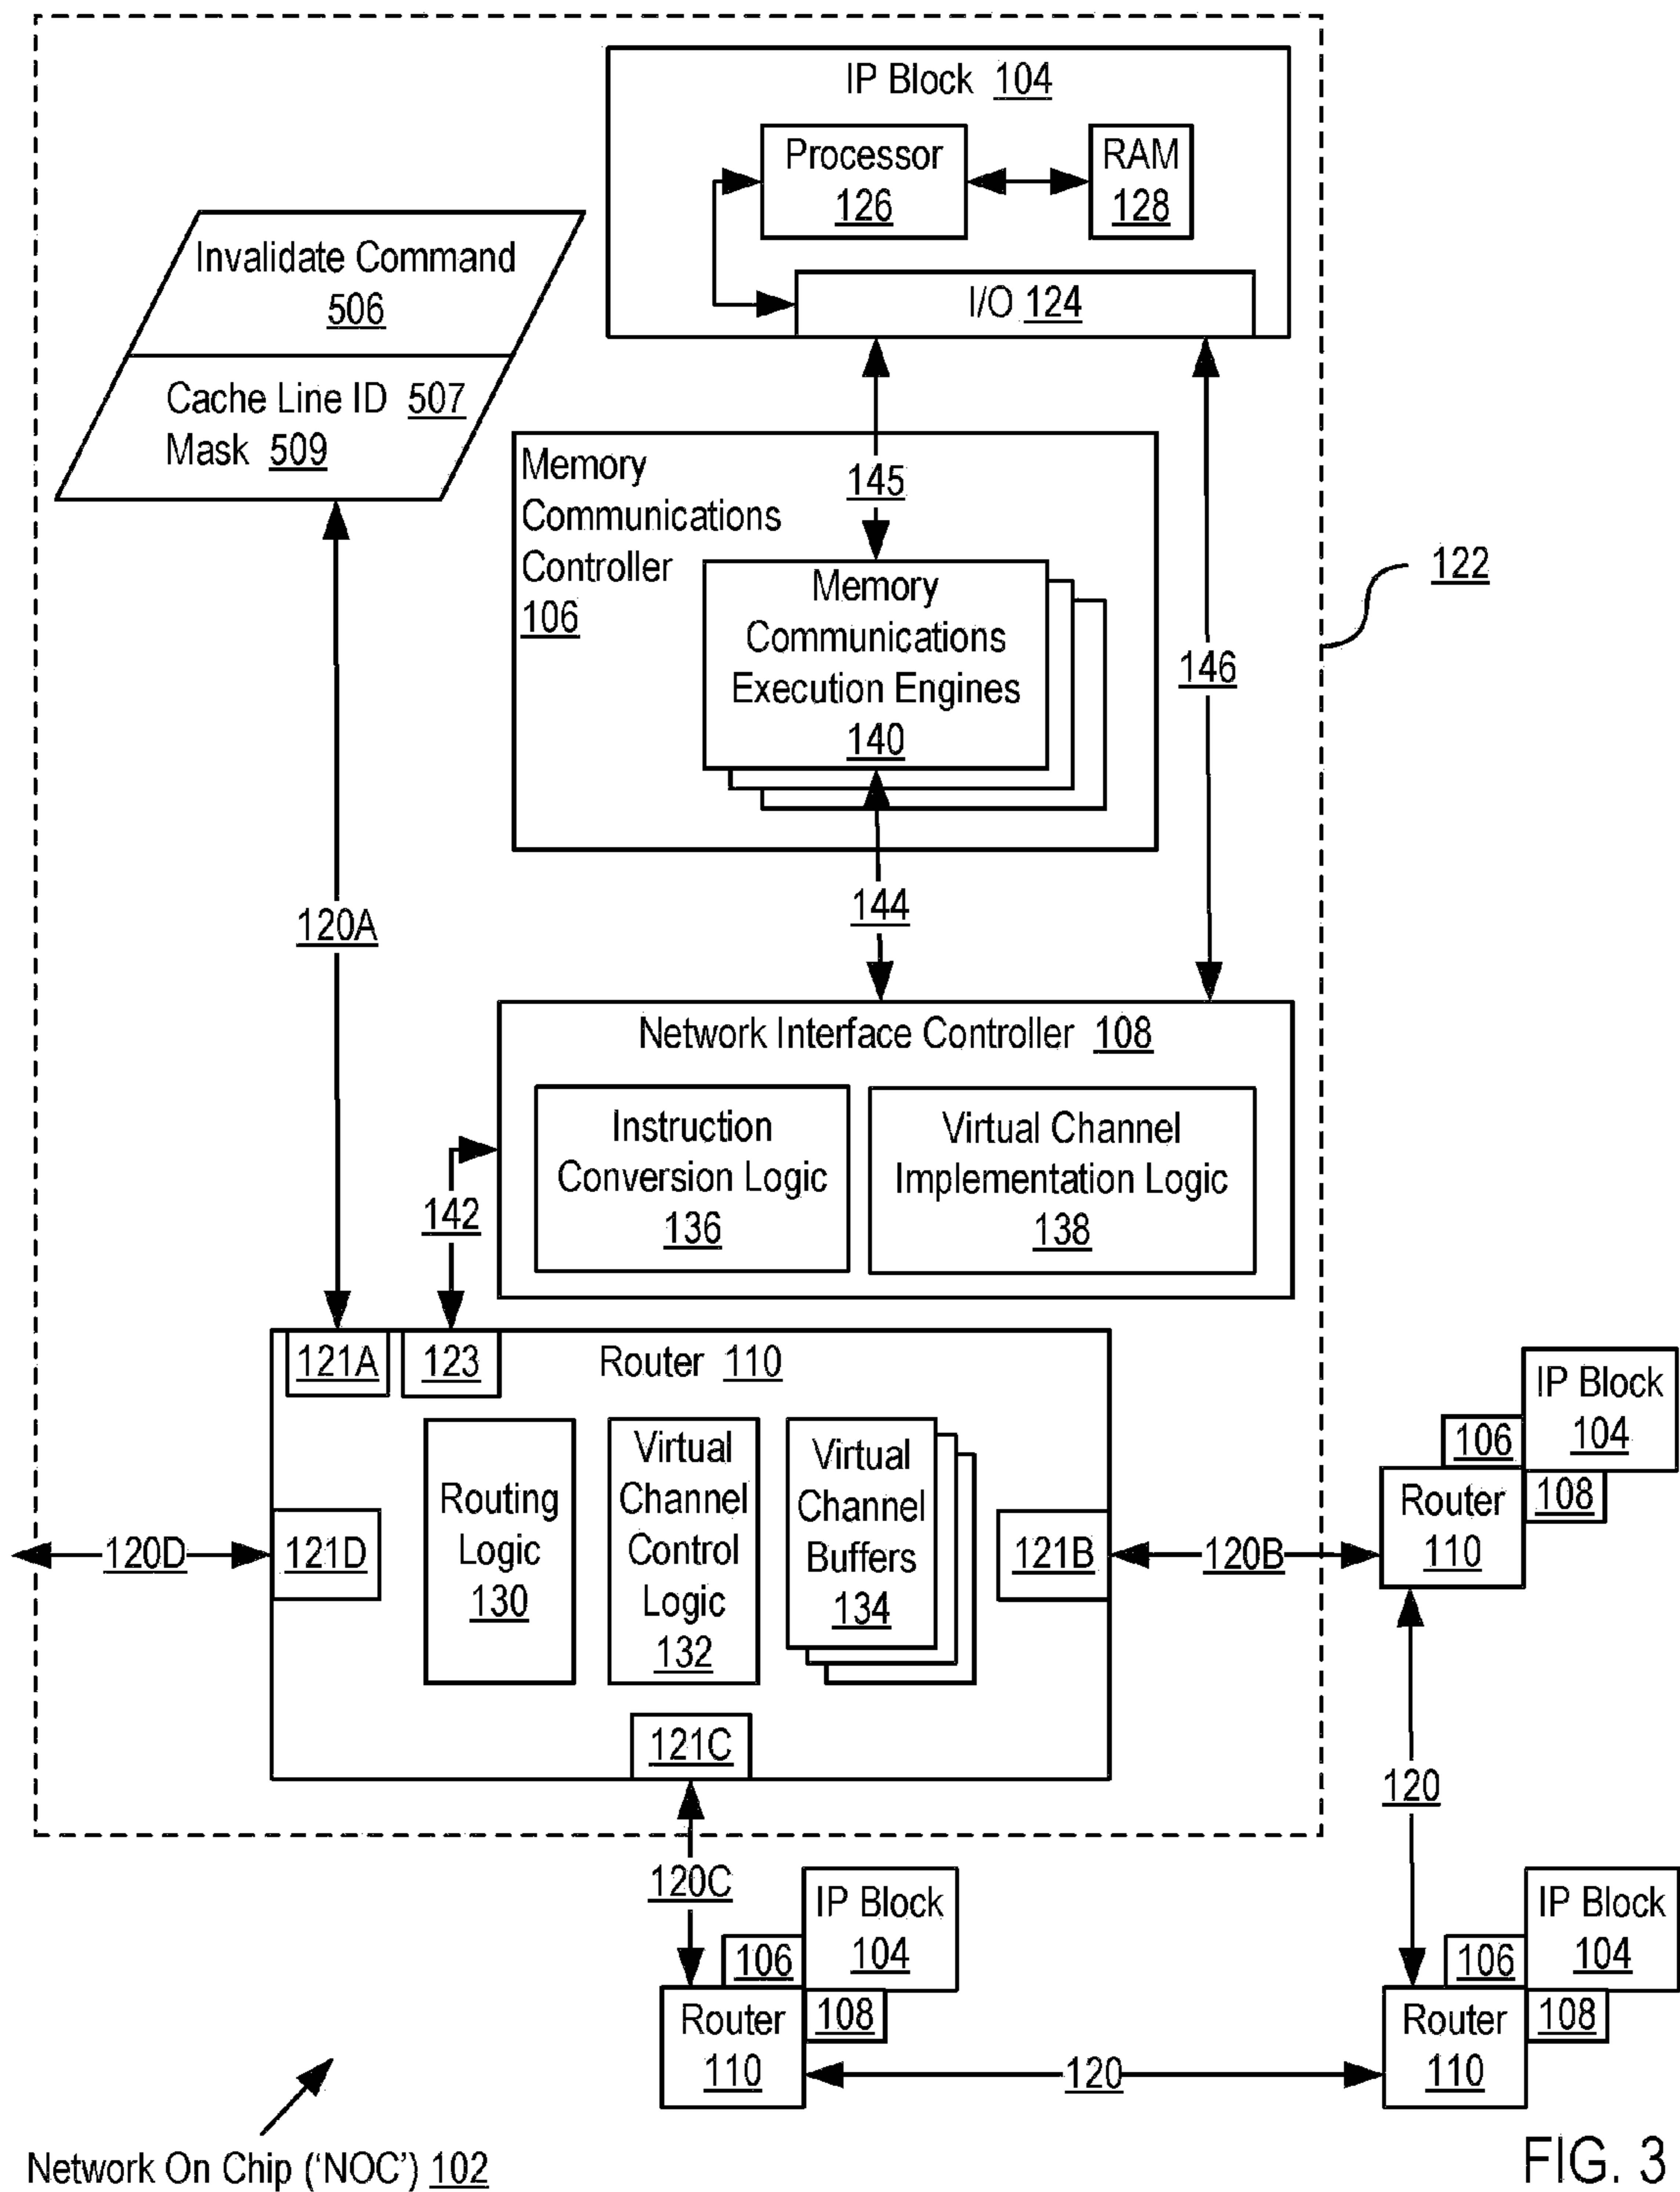 IP Block 104
Processor
126
RAM
128
I/O 124
Invalidate Command
506
Cache Line ID 507
Mask 509
Memory
Communications
Controller
106
145
Memory
Communications
Execution Engines
140
146
122
144
120A
Network Interface Controller 108
Instruction
Conversion Logic
136
Virtual Channel
Implementation Logic
138
142
121A
123
Router 110
Routing
Logic
130
Virtual
Channel
Control
Logic
132
Virtual
Channel
Buffers
134
120D
121D
121B
120B
121C
IP Block
104
106
108
Router
110
120
120C
IP Block
104
106
108
Router
110
120
IP Block
104
106
108
Router
110
Network On Chip (‘NOC’) 102
FIG. 3